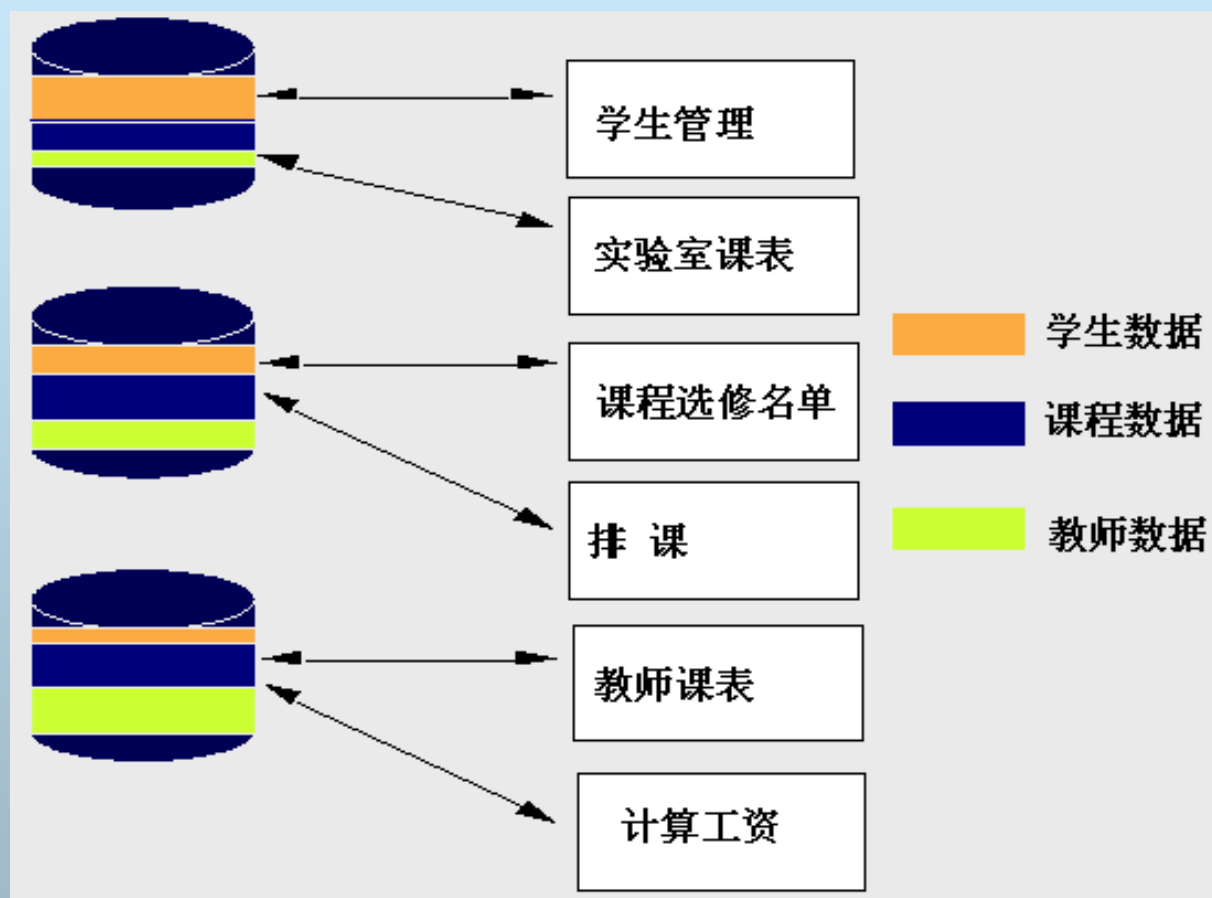 学生管理
实验室课表
课程选修名单
排 课
教师课表
计算工资
学生数据
课程数据
教师数据